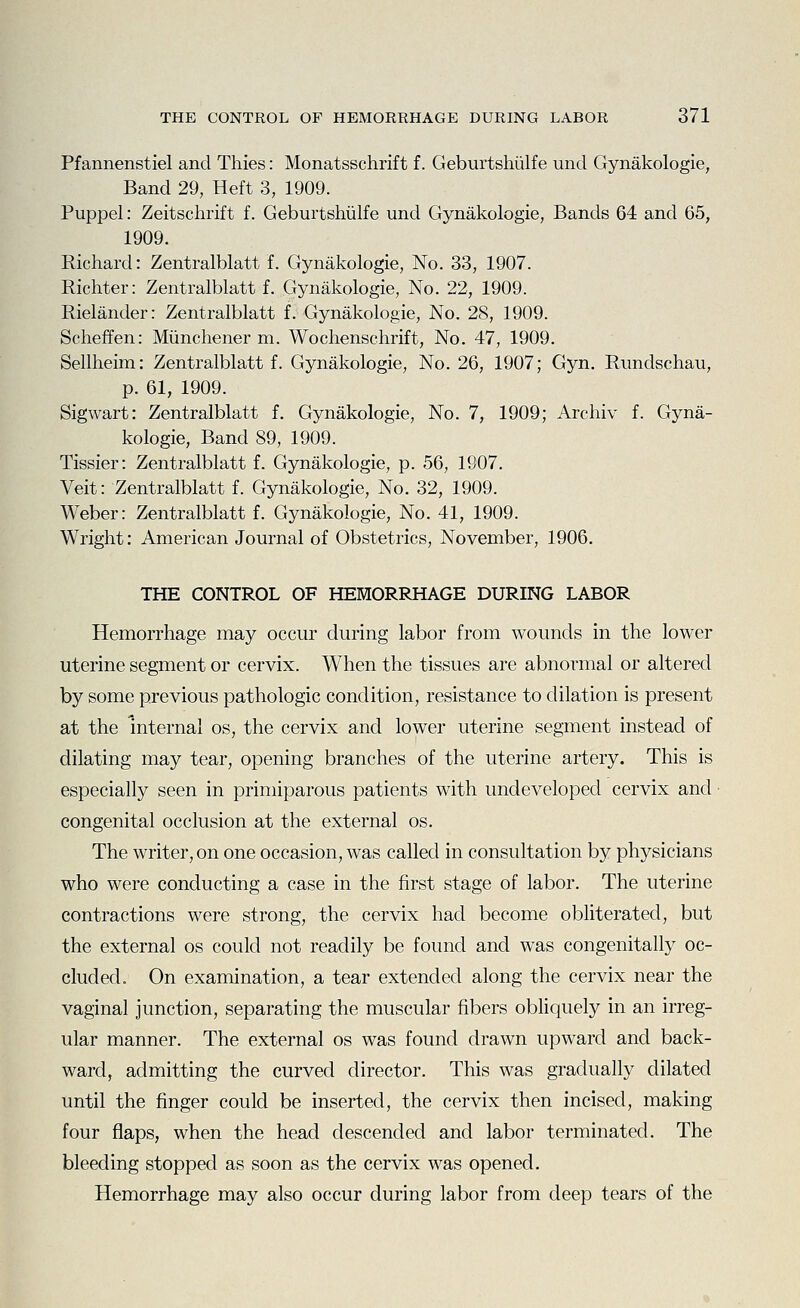 THE CONTROL OF HEMORRHAGE DURING LABOR 371
Pfannenstiel and Thies: Monatsschrift f. Geburtshülfe und Gynäkologie,
Band 29, Heft 3, 1909.
Puppel: Zeitschrift f. Geburtshülfe und Gynäkologie, Bands 64 and 65,
1909.
Richard: Zentralblatt f. Gynäkologie, No. 33, 1907.
Richter: Zentralblatt f. Gynäkologie, No. 22, 1909.
Rieländer: Zentralblatt f. Gynäkologie, No. 28, 1909.
Scheffen: Münchener m. Wochenschrift, No. 47, 1909.
Sellheim: Zentralblatt f. Gynäkologie, No. 26, 1907; Gyn. Rundschau,
p. 61, 1909.
Sigwart: Zentralblatt f. Gynäkologie, No. 7, 1909; Archiv f. Gynä-
kologie, Band 89, 1909.
Tissier: Zentralblatt f. Gynäkologie, p. 56, 1907.
Veit: Zentralblatt f. Gynäkologie, No. 32, 1909.
Weber: Zentralblatt f. Gynäkologie, No. 41, 1909.
Wright: American Journal of Obstetrics, November, 1906.
THE CONTROL OF HEMORRHAGE DURING LABOR
Hemorrhage may occur during labor from wounds in the lower
uterine segment or cervix. When the tissues are abnormal or altered
by some previous pathologic condition, resistance to dilation is present
at the internal os, the cervix and lower uterine segment instead of
dilating may tear, opening branches of the uterine artery. This is
especially seen in primiparous patients with undeveloped cervix and
congenital occlusion at the external os.
The writer, on one occasion, was called in consultation by physicians
who were conducting a case in the first stage of labor. The uterine
contractions were strong, the cervix had become obliterated, but
the external os could not readily be found and was congenitally oc-
cluded. On examination, a tear extended along the cervix near the
vaginal junction, separating the muscular fibers obliquely in an irreg-
ular manner. The external os was found drawn upward and back-
ward, admitting the curved director. This was gradually dilated
until the finger could be inserted, the cervix then incised, making
four flaps, when the head descended and labor terminated. The
bleeding stopped as soon as the cervix was opened.
Hemorrhage may also occur during labor from deep tears of the